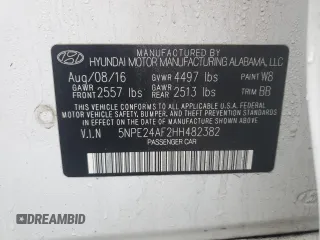 MANUFACTURED BY
HYUNDAI MOTOR MANUFACTURING ALABAMA, LLC
Aug/08/16 GVWR 4497 lbs PAINT W8
GAWR FRONT 2557 lbs GAWR REAR 2513 lbs TRIM BB
THIS VEHICLE CONFORMS TO ALL APPLICABLE
FEDERAL MOTOR VEHICLE SAFETY, BUMPER, AND
THEFT PREVENTION STANDARDS IN EFFECT ON
THE DATE OF MANUFACTURE SHOWN ABOVE.
V.I.N 5NPE24AF2HH482382
PASSENGER CAR
DREAMBID
DREAMBID.COM